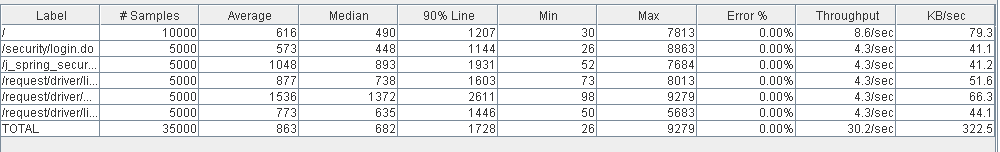 Label # Samples Average Median 90% Line Min Max Error % Throughput KB/sec
/ 10000 616 490 1207 30 7813 0.00% 8.6/sec 79.3
/security/login.do 5000 573 448 1144 26 8863 0.00% 4.3/sec 41.1
/j_spring_secur... 5000 1048 893 1931 52 7684 0.00% 4.3/sec 41.2
/request/driver/li... 5000 877 738 1603 73 8013 0.00% 4.3/sec 51.6
/request/driver/... 5000 1536 1372 2611 98 9279 0.00% 4.3/sec 66.3
/request/driver/li... 5000 773 635 1446 50 5683 0.00% 4.3/sec 44.1
TOTAL 35000 863 682 1728 26 9279 0.00% 30.2/sec 322.5